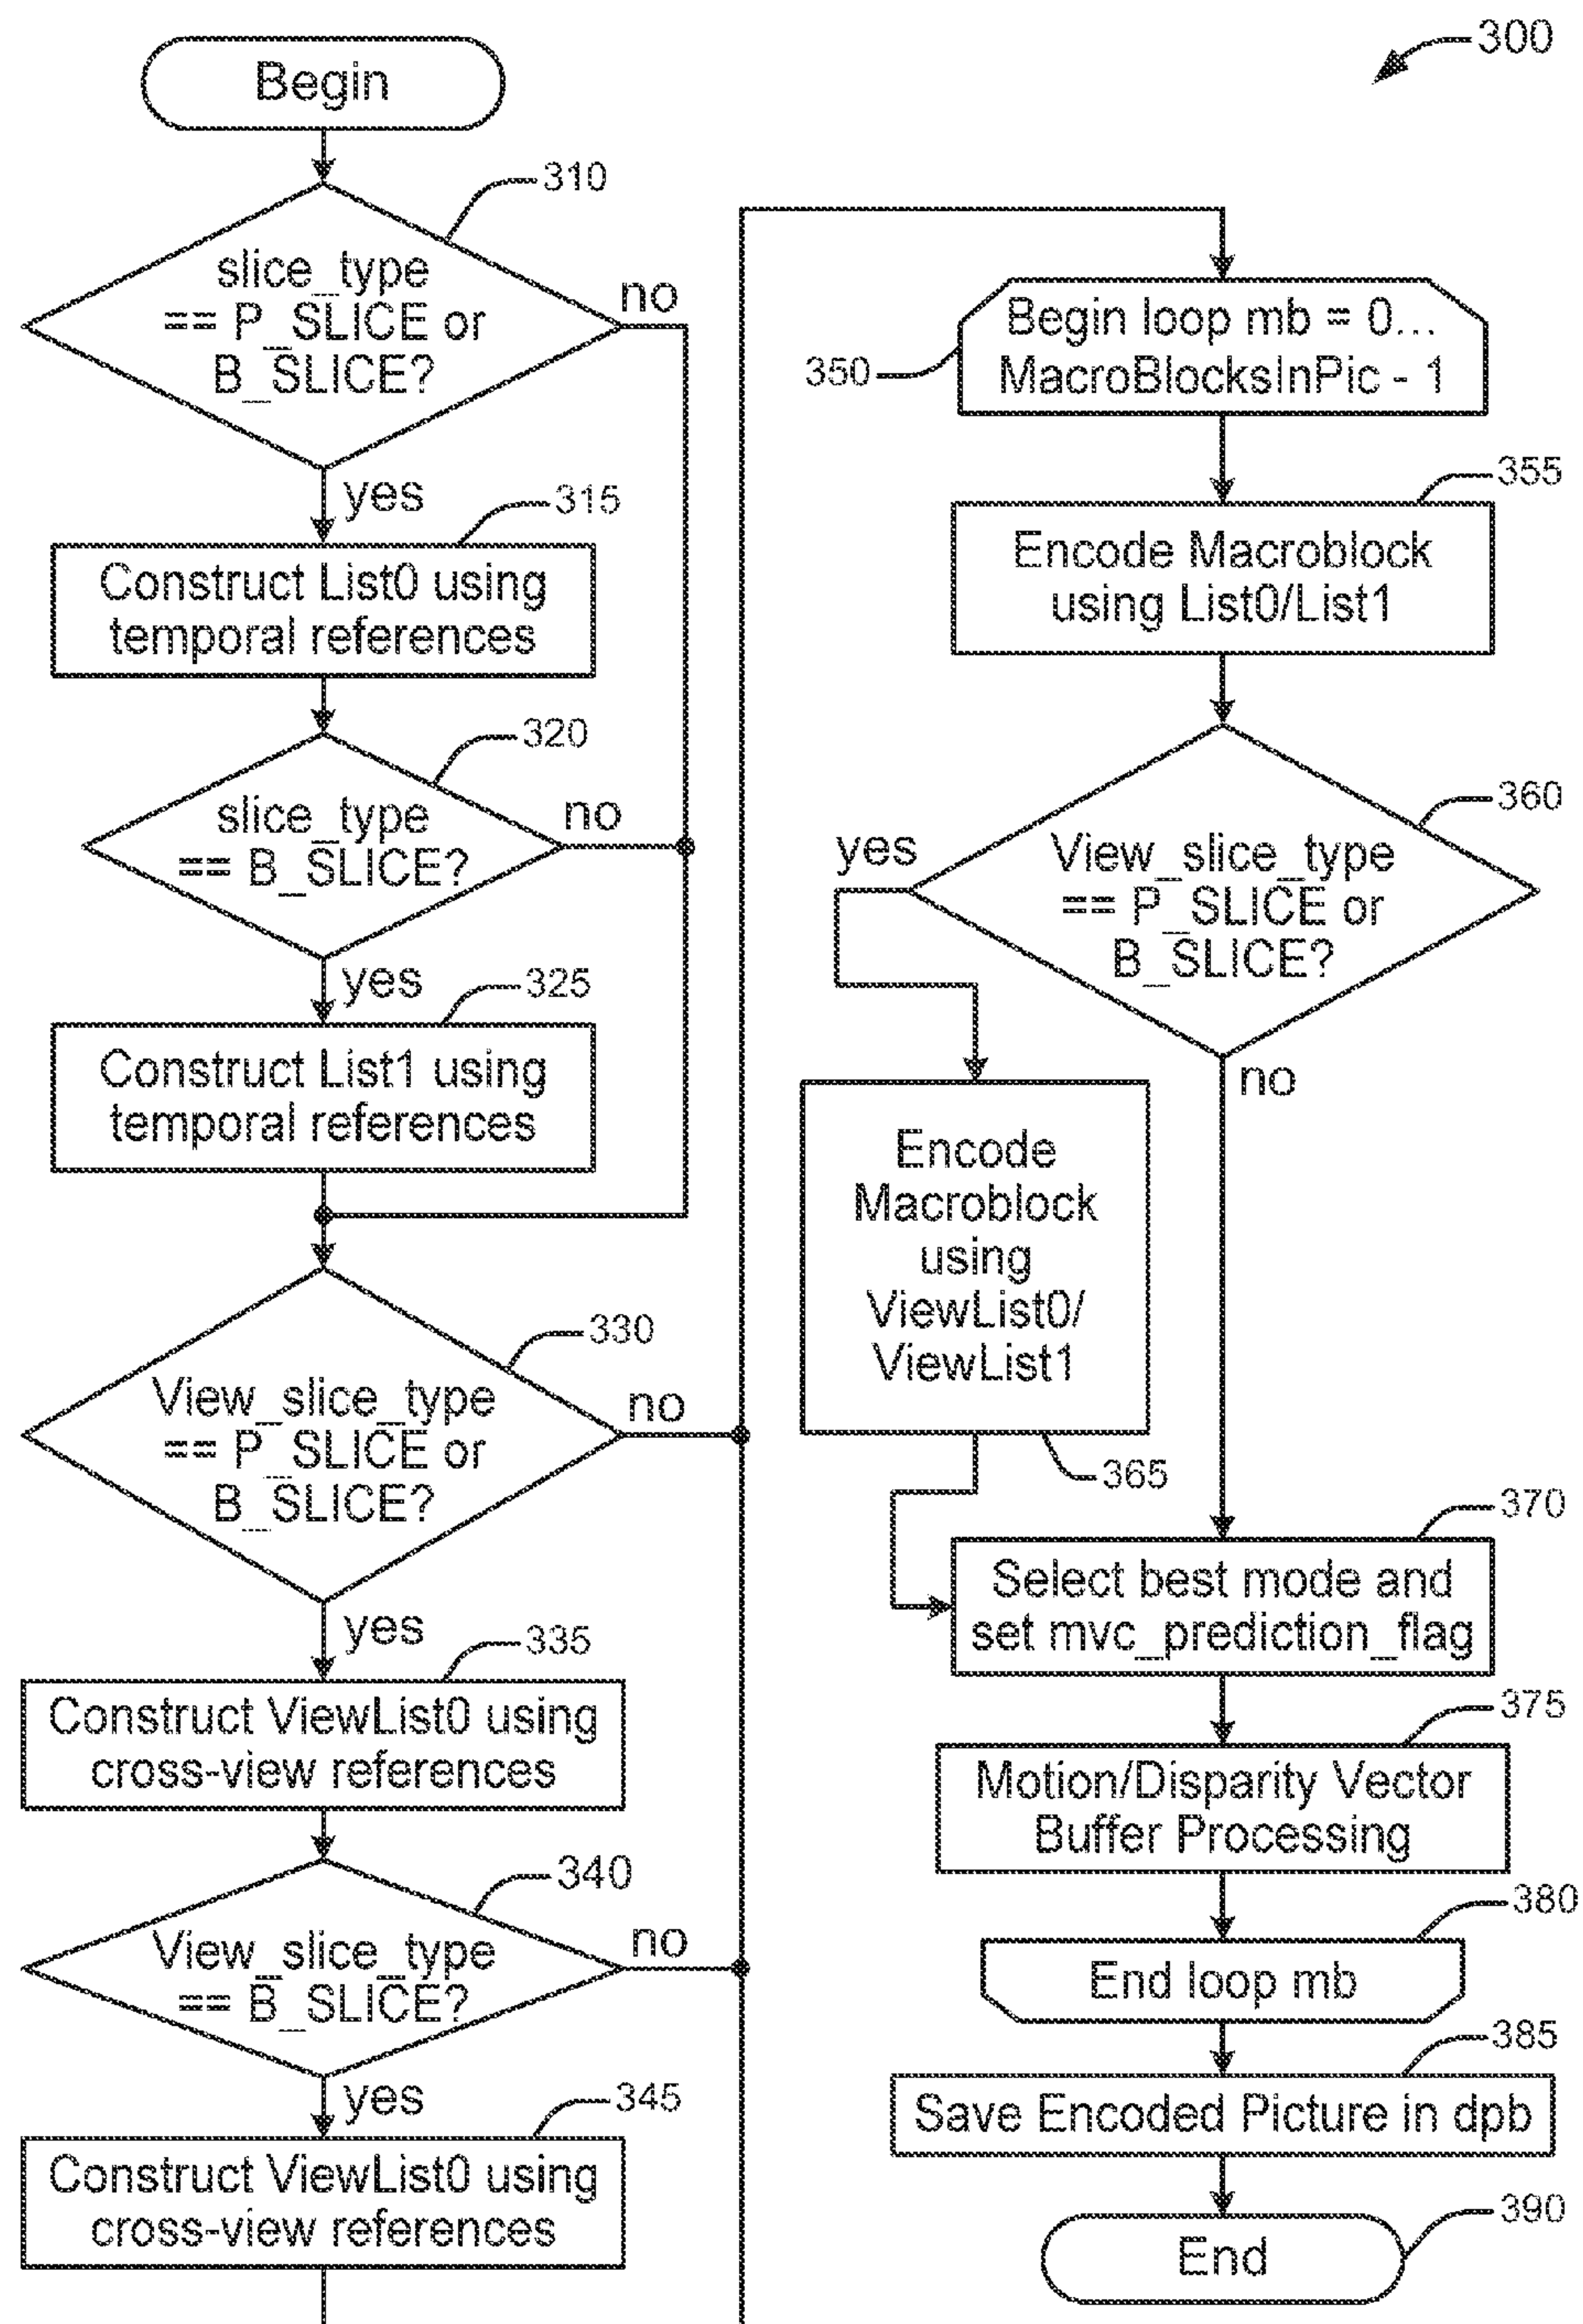 300
Begin
310
slice_type
== P_SLICE or
B_SLICE?
no
yes
315
Construct List0 using
temporal references
320
slice_type
== B_SLICE?
no
yes
325
Construct List1 using
temporal references
330
View_slice_type
== P_SLICE or
B_SLICE?
no
yes
335
Construct ViewList0 using
cross-view references
340
View_slice_type
== B_SLICE?
no
yes
345
Construct ViewList0 using
cross-view references
350
Begin loop mb = 0...
MacroBlocksInPic - 1
355
Encode Macroblock
using List0/List1
360
View_slice_type
== P_SLICE or
B_SLICE?
yes
no
Encode
Macroblock
using
ViewList0/
ViewList1
365
370
Select best mode and
set mvc_prediction_flag
375
Motion/Disparity Vector
Buffer Processing
380
End loop mb
385
Save Encoded Picture in dpb
390
End